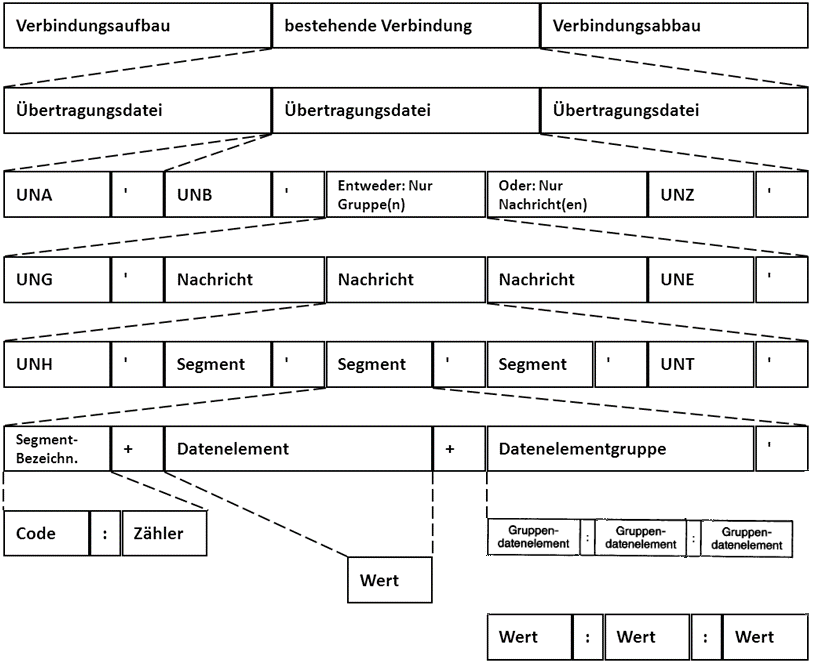 Verbindungsaufbau bestehende Verbindung Verbindungsabbau
Übertragungsdatei Übertragungsdatei Übertragungsdatei
UNA ' UNB ' Entweder: Nur Gruppe(n) Oder: Nur Nachricht(en) UNZ '
UNG ' Nachricht Nachricht Nachricht UNE '
UNH ' Segment ' Segment ' Segment ' UNT '
Segment-Bezeichn. + Datenelement + Datenelementgruppe '
Code : Zähler
Gruppen-datenelement : Gruppen-datenelement : Gruppen-datenelement
Wert
Wert : Wert : Wert